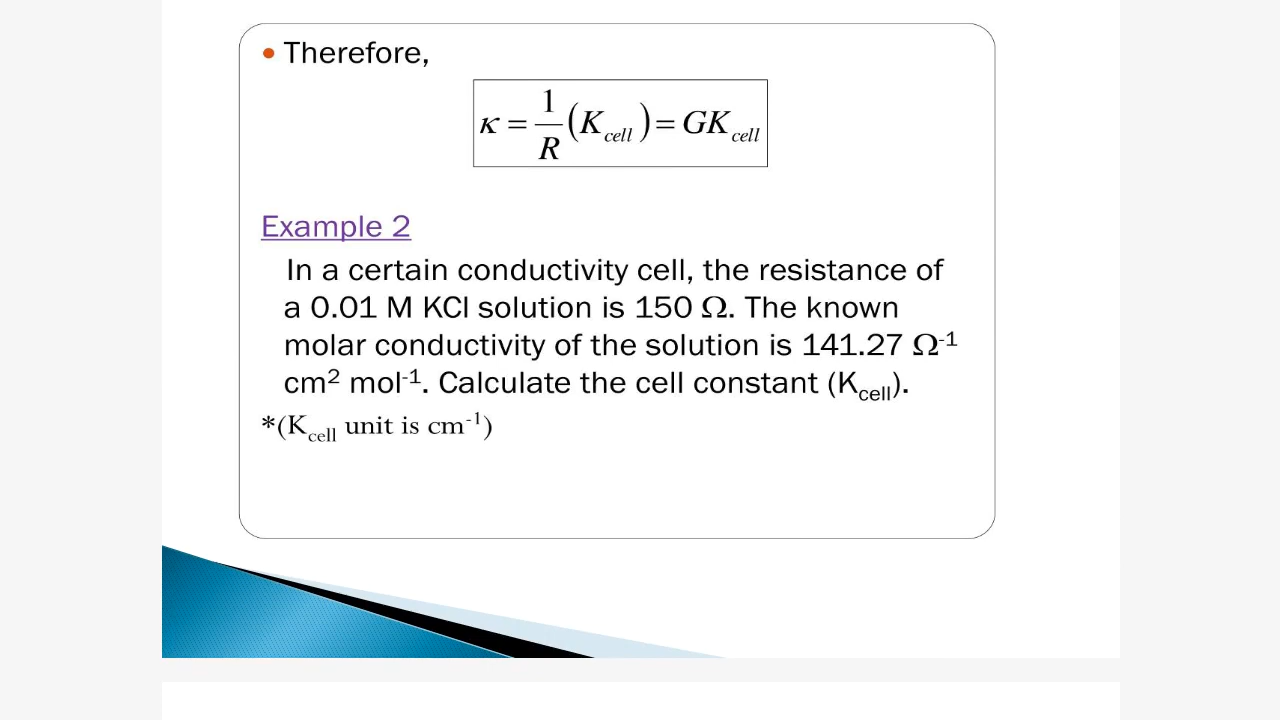 • Therefore,
κ = 1/R (K_cell) = GK_cell
Example 2
In a certain conductivity cell, the resistance of
a 0.01 M KCl solution is 150 Ω. The known
molar conductivity of the solution is 141.27 Ω⁻¹
cm² mol⁻¹. Calculate the cell constant (K_cell).
*(K_cell unit is cm⁻¹)